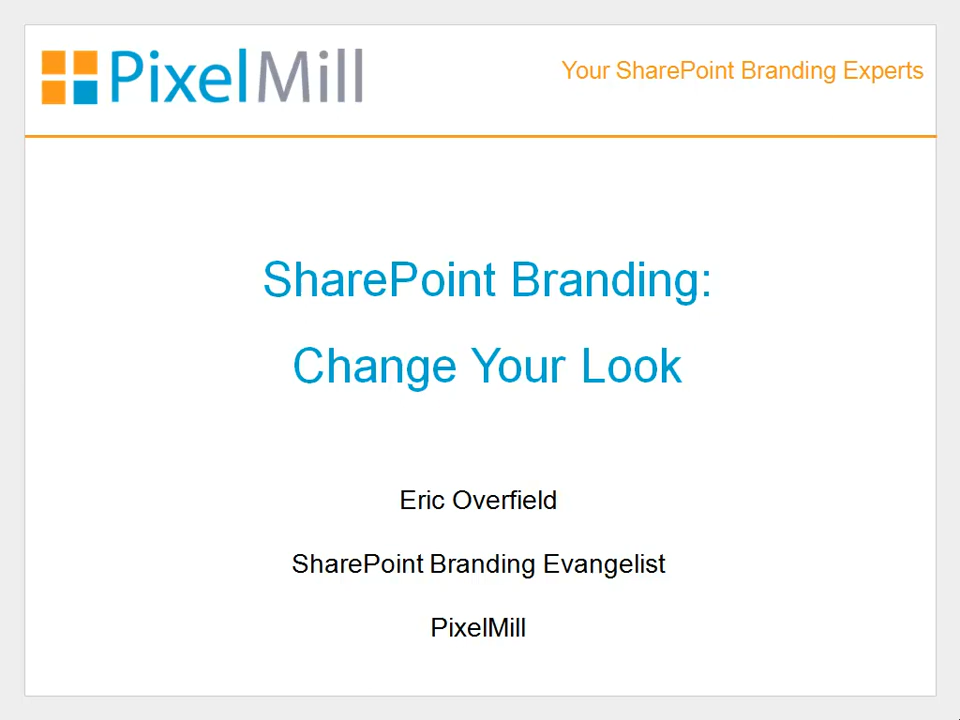 PixelMill
Your SharePoint Branding Experts
SharePoint Branding:
Change Your Look
Eric Overfield
SharePoint Branding Evangelist
PixelMill